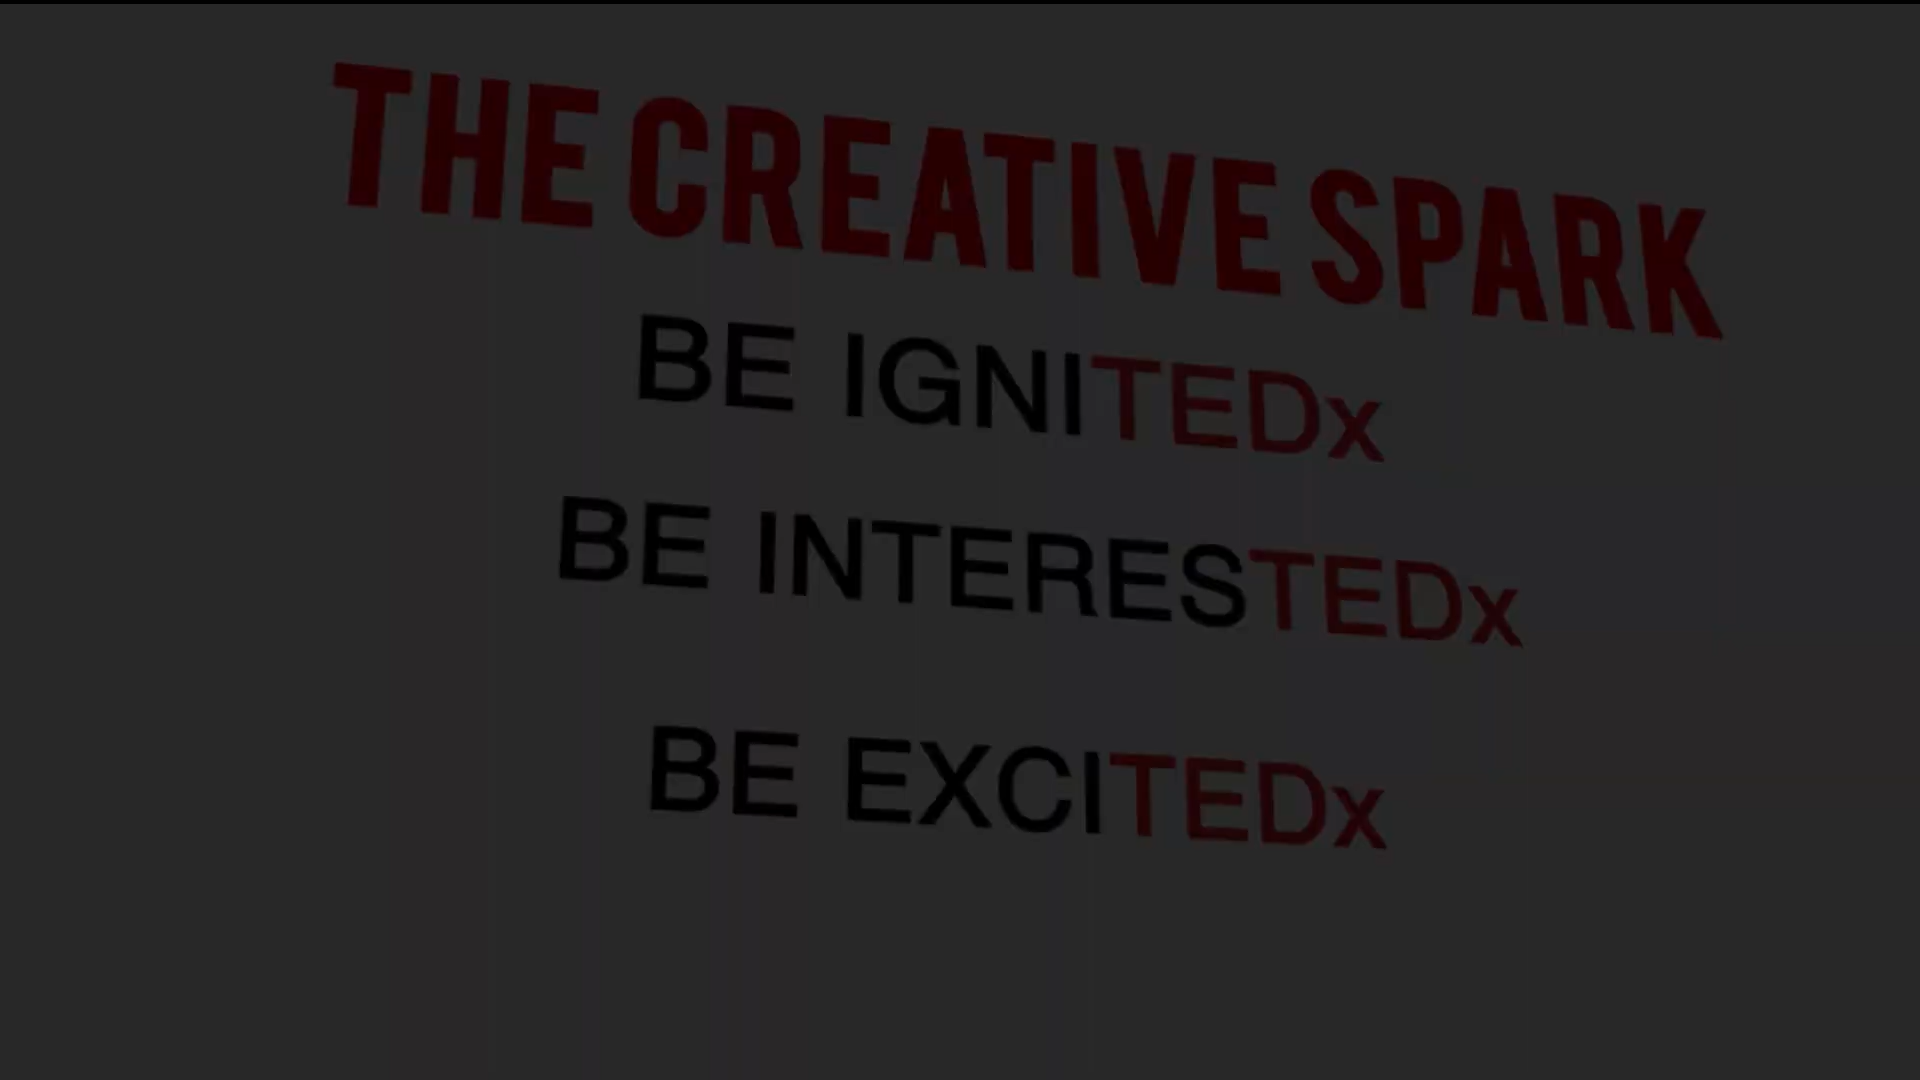 THE CREATIVE SPARK
BE IGNITEDx
BE INTERESTEDx
BE EXCITEDx